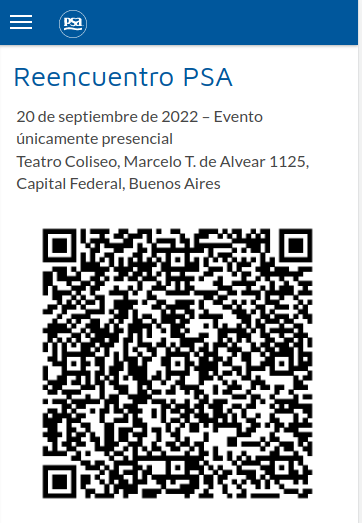 psa
Reencuentro PSA
20 de septiembre de 2022 – Evento
únicamente presencial
Teatro Coliseo, Marcelo T. de Alvear 1125,
Capital Federal, Buenos Aires